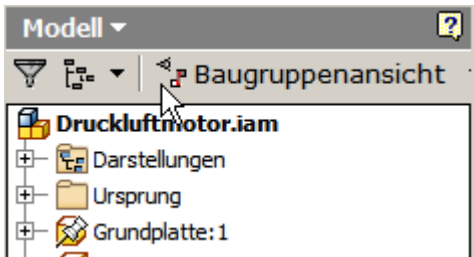 Modell
Baugruppenansicht
Druckluftmotor.iam
Darstellungen
Ursprung
Grundplatte:1